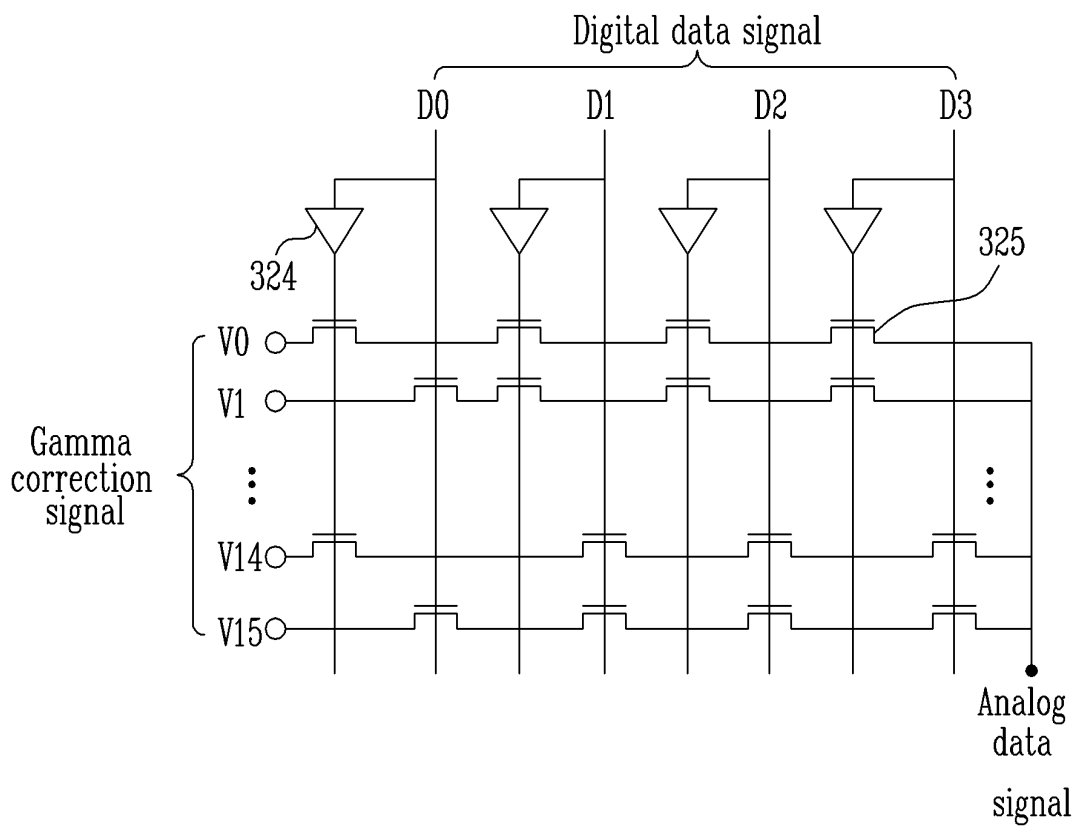 Digital data signal
D0 D1 D2 D3
324
325
V0
V1
Gamma
correction
signal
V14
V15
Analog
data
signal